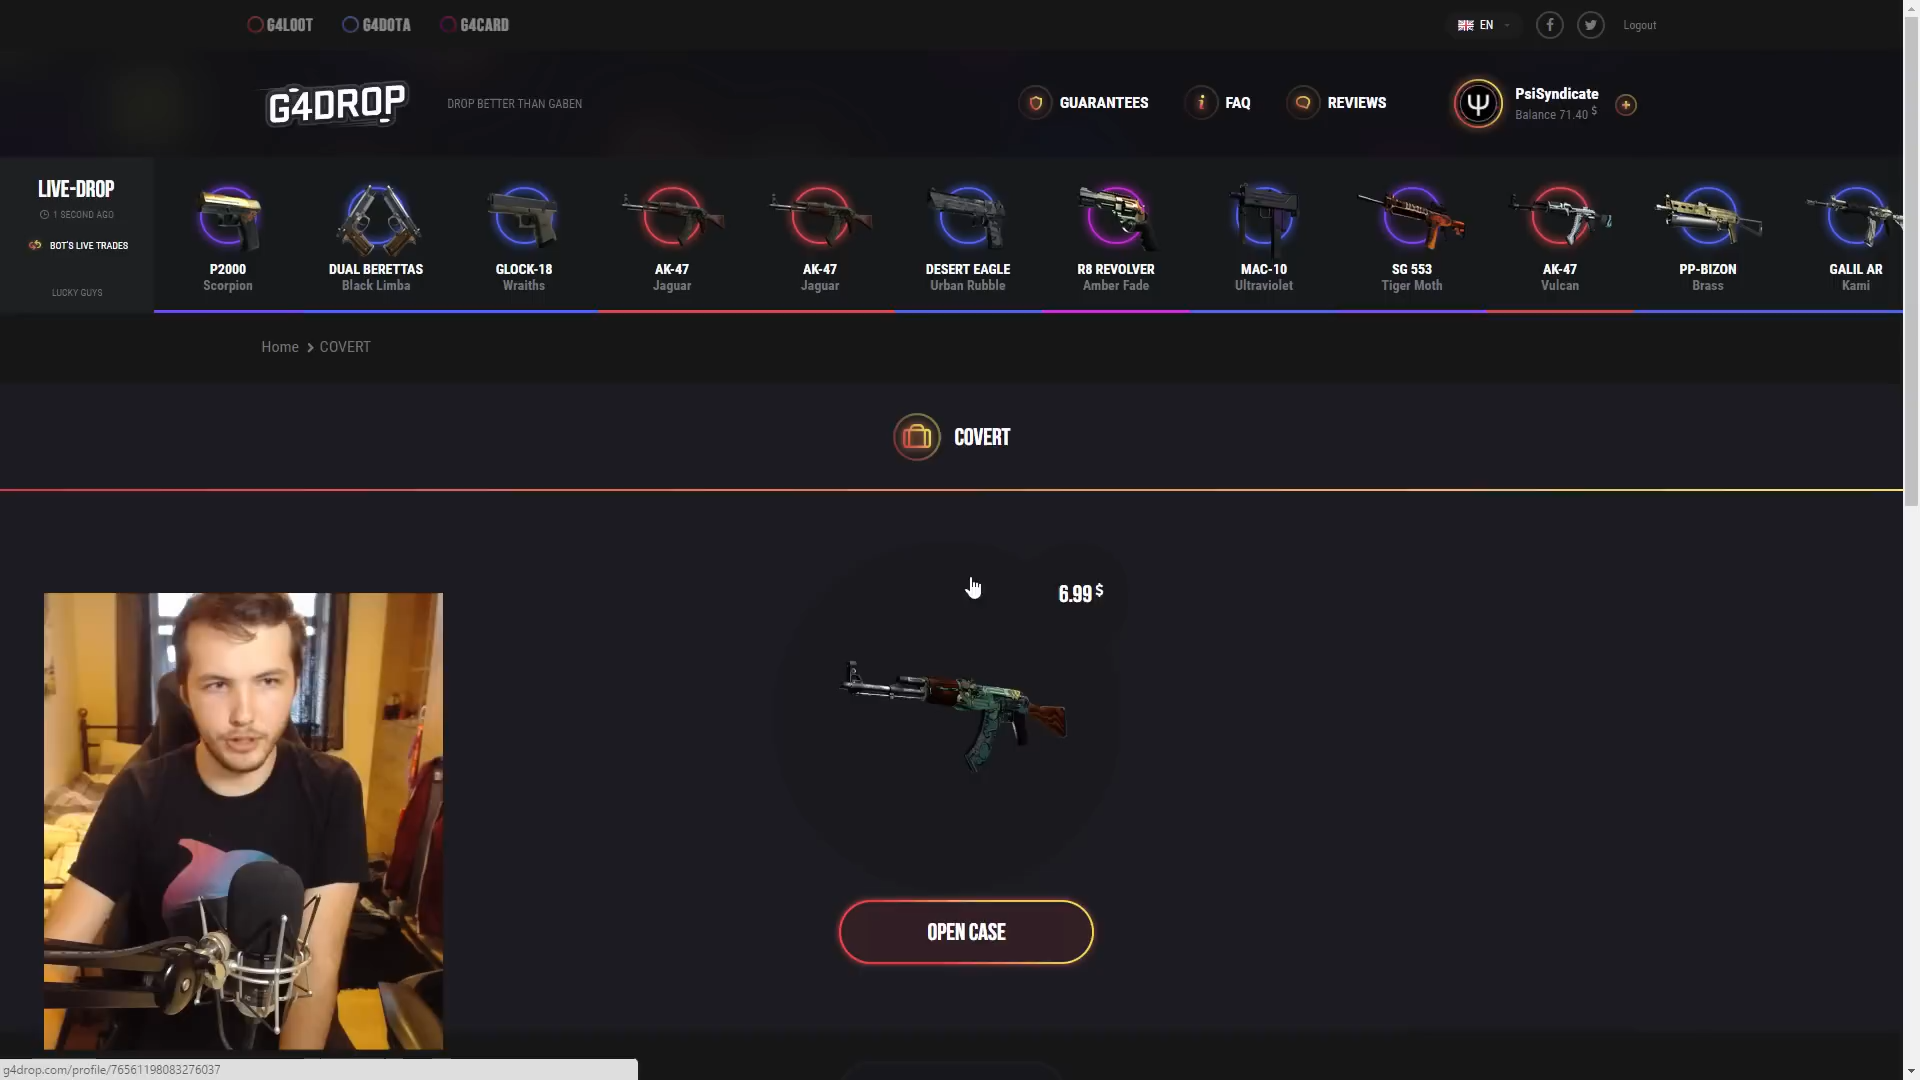 G4LOOT G4DOTA G4CARD
EN Logout
G4DROP DROP BETTER THAN GABEN
GUARANTEES FAQ REVIEWS
PsiSyndicate
Balance 71.40 $
LIVE-DROP
1 SECOND AGO
BOT'S LIVE TRADES
LUCKY GUYS
P2000
Scorpion
DUAL BERETTAS
Black Limba
GLOCK-18
Wraiths
AK-47
Jaguar
AK-47
Jaguar
DESERT EAGLE
Urban Rubble
R8 REVOLVER
Amber Fade
MAC-10
Ultraviolet
SG 553
Tiger Moth
AK-47
Vulcan
PP-BIZON
Brass
GALIL AR
Kami
Home > COVERT
COVERT
6.99 $
OPEN CASE
g4drop.com/profile/76561198083276037